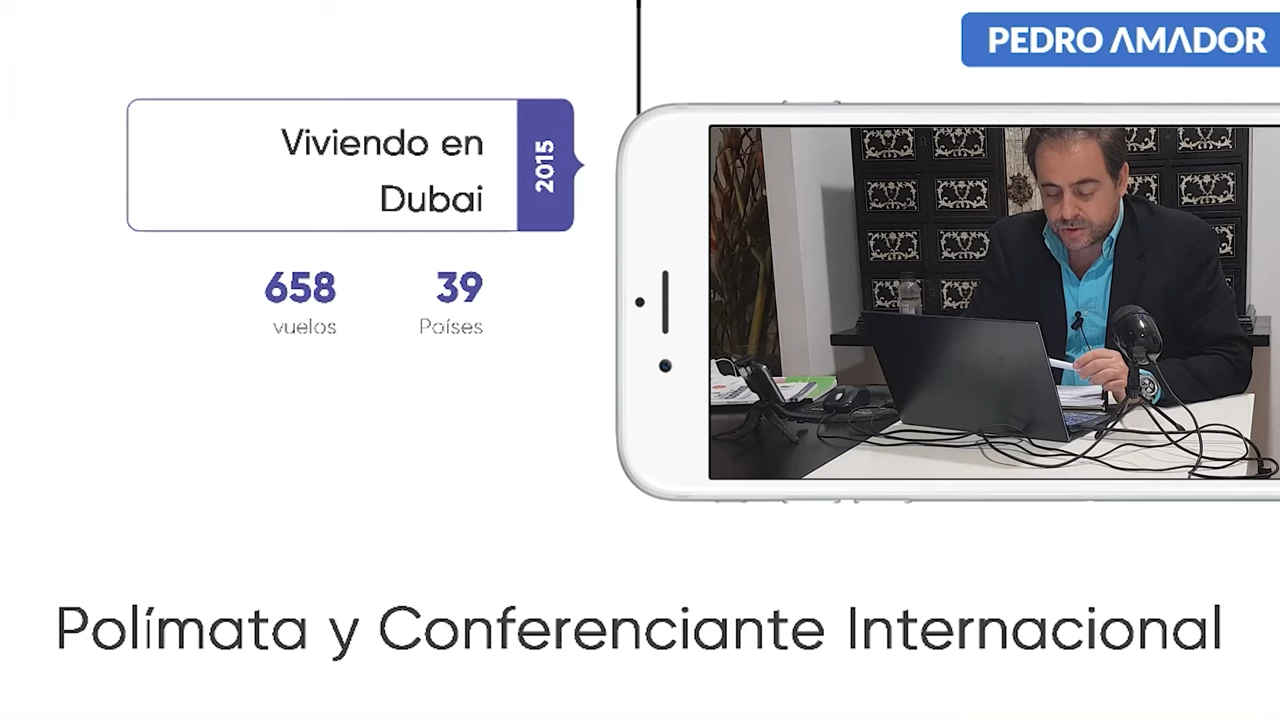 PEDRO AMADOR
Viviendo en
Dubai
2015
658
39
vuelos
Países
Polímata y Conferenciante Internacional